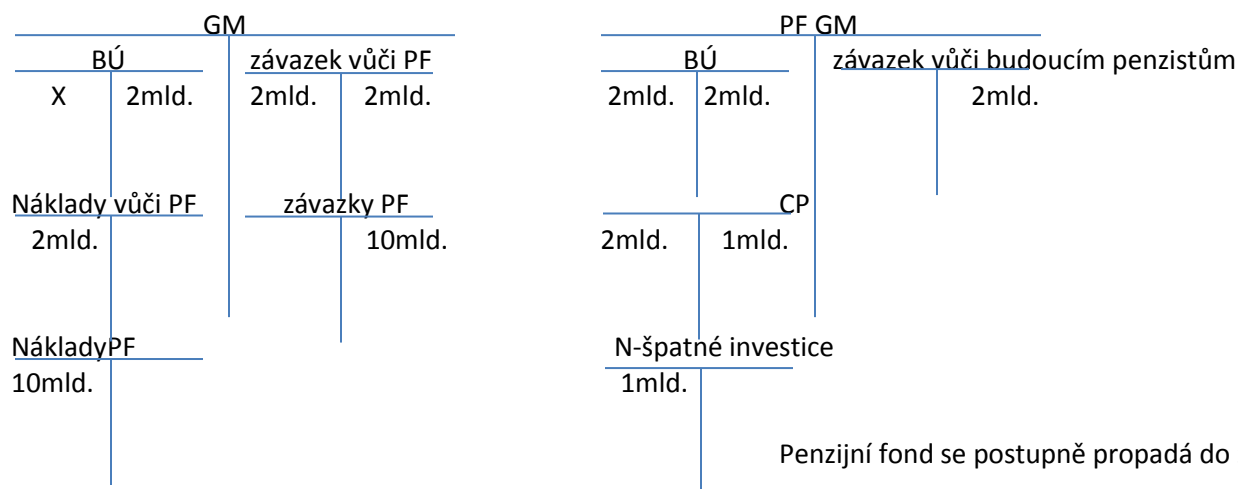 GM PF GM
BÚ závazek vůči PF BÚ závazek vůči budoucím penzistům
X 2mld. 2mld. 2mld. 2mld. 2mld. 2mld.
Náklady vůči PF závazky PF CP
2mld. 10mld. 2mld. 1mld.
NákladyPF N-špatné investice
10mld. 1mld.
Penzijní fond se postupně propadá do